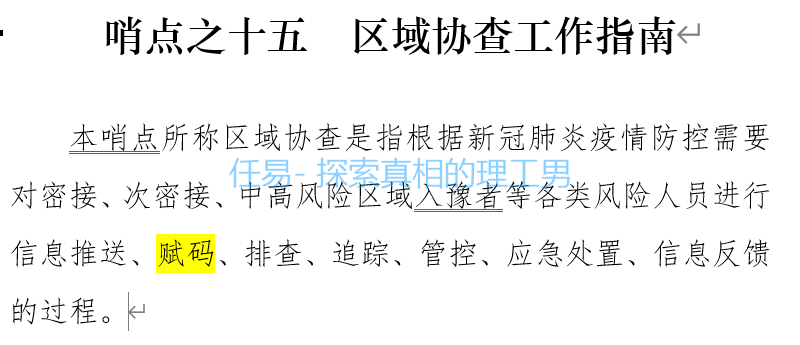 哨点之十五　区域协查工作指南
本哨点所称区域协查是指根据新冠肺炎疫情防控需要
任易- 探索真相的理工男
对密接、次密接、中高风险区域入豫者等各类风险人员进行
信息推送、赋码、排查、追踪、管控、应急处置、信息反馈
的过程。